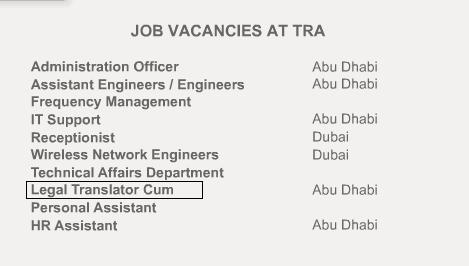 JOB VACANCIES AT TRA
Administration Officer Abu Dhabi
Assistant Engineers / Engineers Abu Dhabi
Frequency Management
IT Support Abu Dhabi
Receptionist Dubai
Wireless Network Engineers Dubai
Technical Affairs Department
Legal Translator Cum Abu Dhabi
Personal Assistant
HR Assistant Abu Dhabi